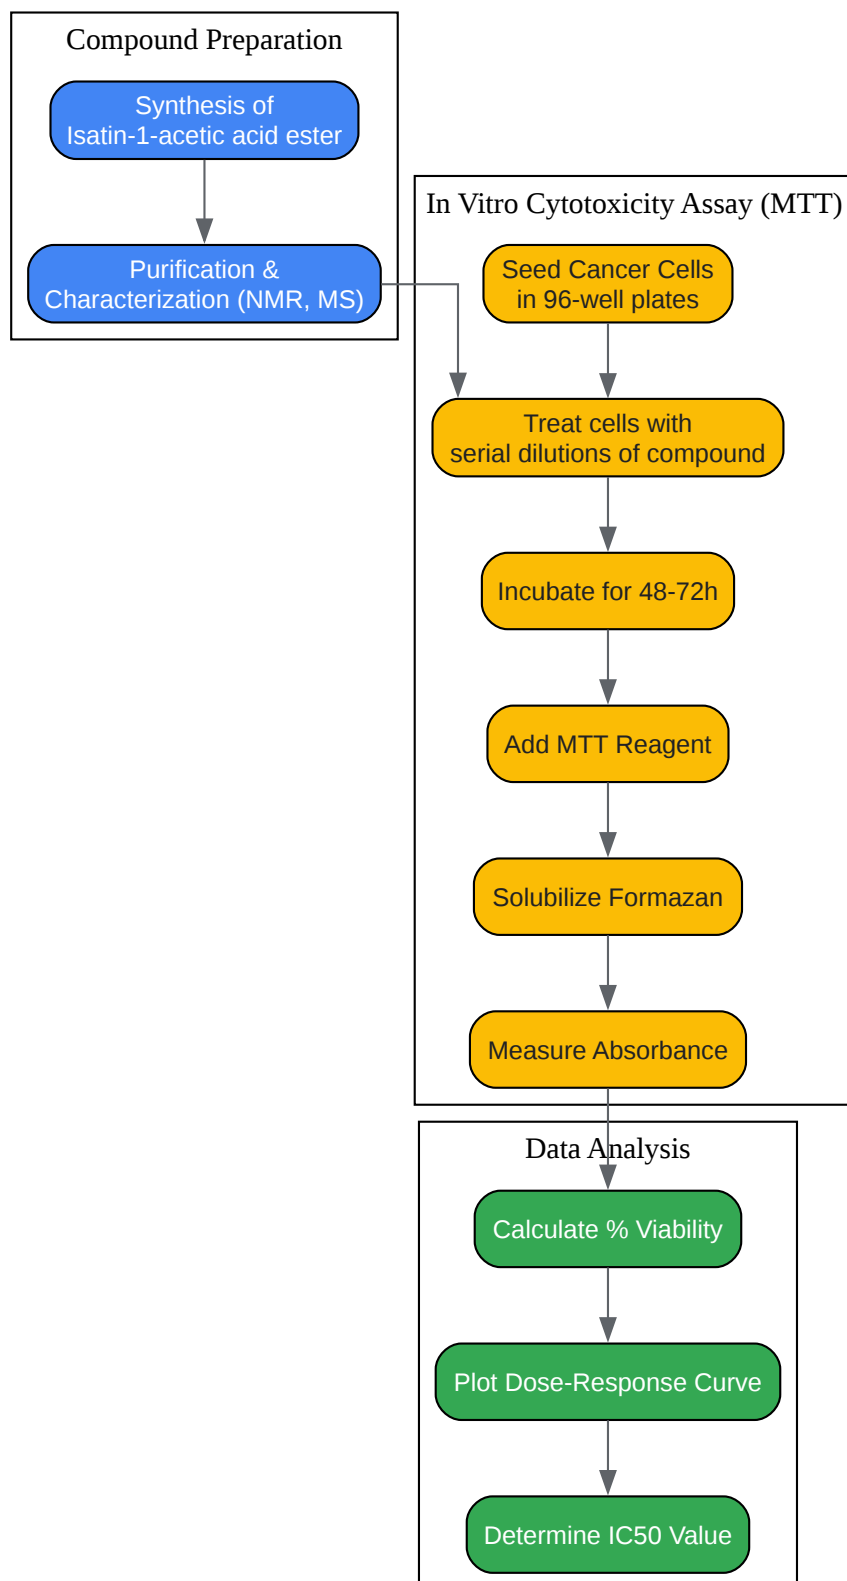 Compound Preparation
Synthesis of
Isatin-1-acetic acid ester
Purification &
Characterization (NMR, MS)
In Vitro Cytotoxicity Assay (MTT)
Seed Cancer Cells
in 96-well plates
Treat cells with
serial dilutions of compound
Incubate for 48-72h
Add MTT Reagent
Solubilize Formazan
Measure Absorbance
Data Analysis
Calculate % Viability
Plot Dose-Response Curve
Determine IC50 Value